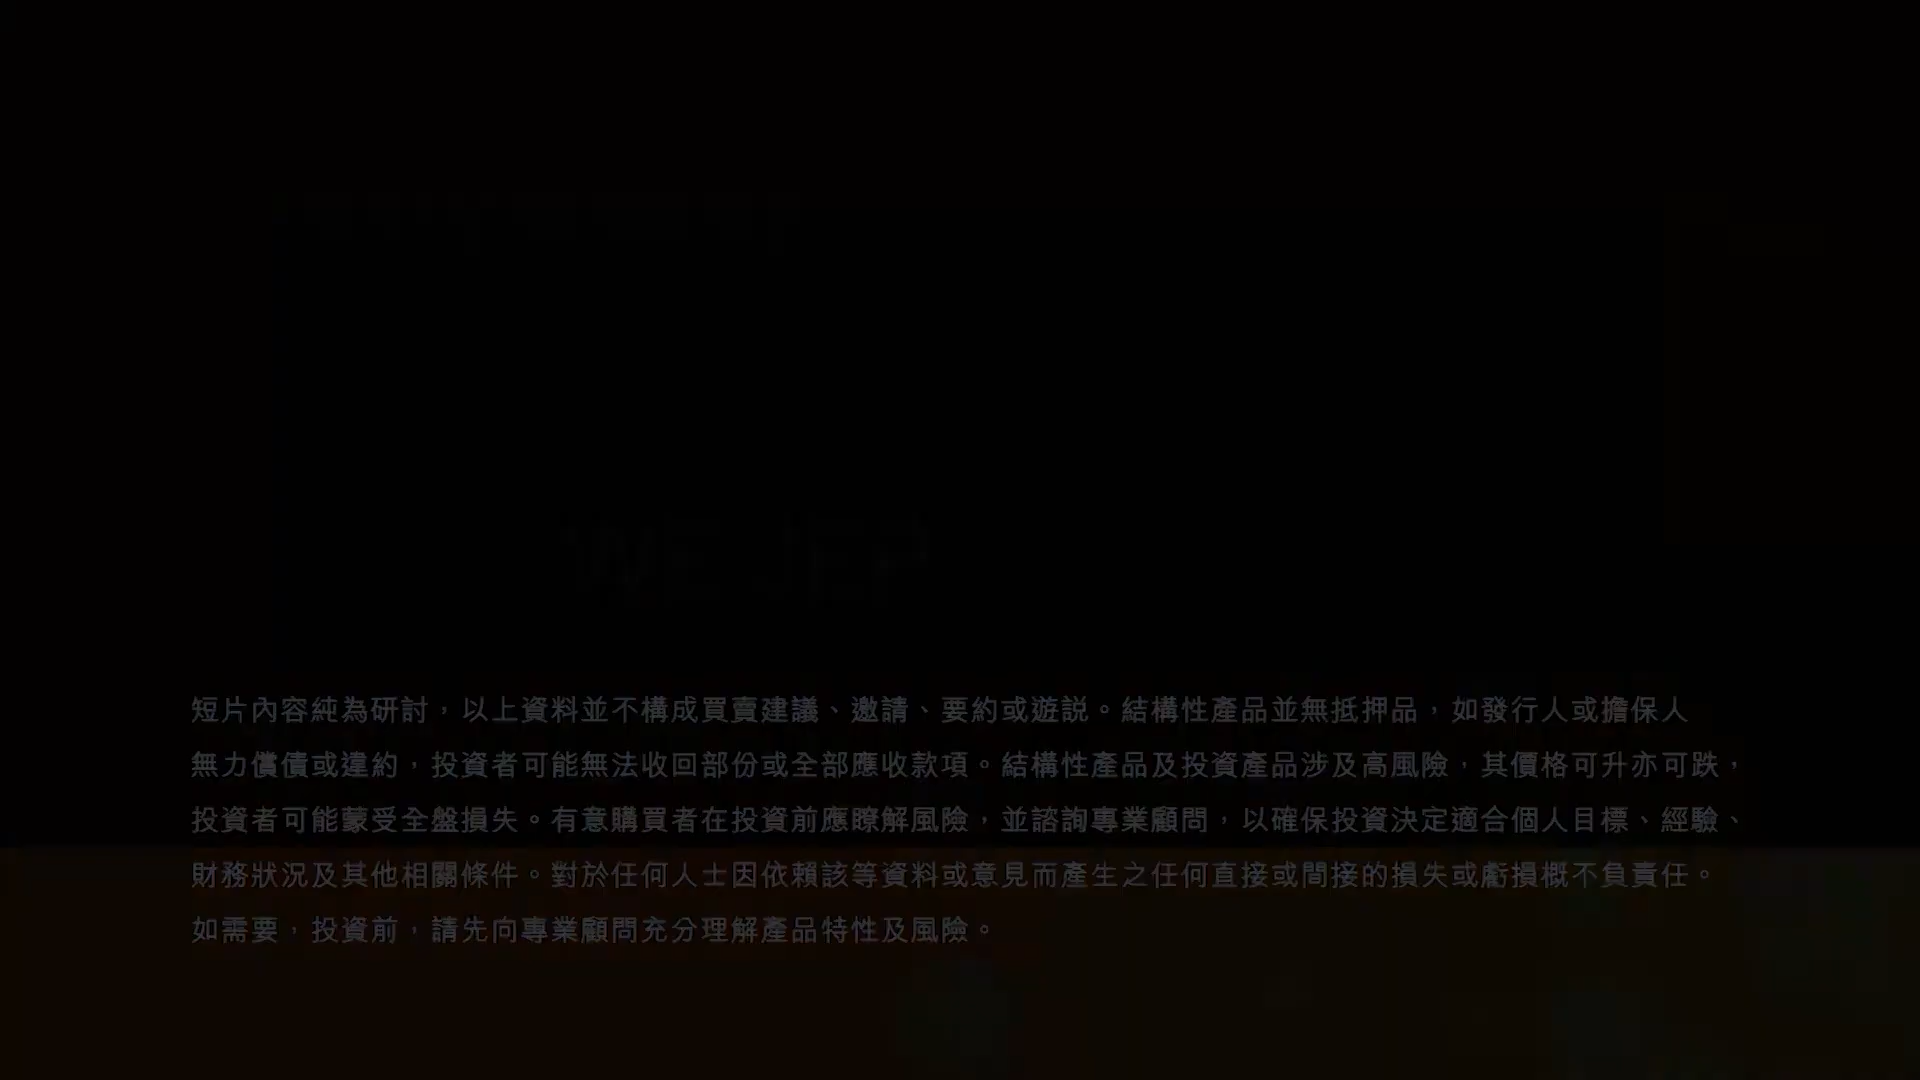 短片內容純為研討，以上資料並不構成買賣建議、邀請、要約或遊説。結構性產品並無抵押品，如發行人或擔保人
無力償債或違約，投資者可能無法收回部份或全部應收款項。結構性產品及投資產品涉及高風險，其價格可升亦可跌，
投資者可能蒙受全盤損失。有意購買者在投資前應瞭解風險，並諮詢專業顧問，以確保投資決定適合個人目標、經驗、
財務狀況及其他相關條件。對於任何人士因依賴該等資料或意見而產生之任何直接或間接的損失或虧損概不負責任。
如需要，投資前，請先向專業顧問充分理解產品特性及風險。